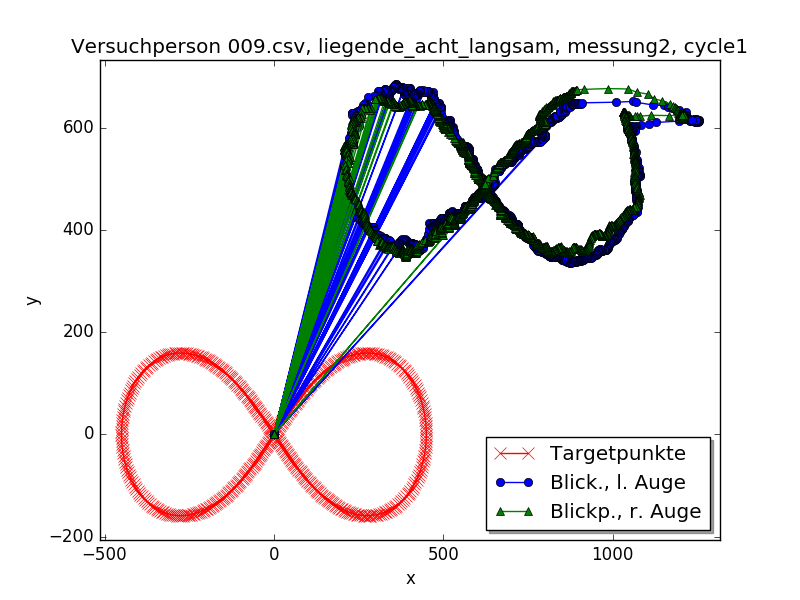 Versuchperson 009.csv, liegende_acht_langsam, messung2, cycle1
y
600
400
200
0
−200
−500
0
500
1000
x
Targetpunkte
Blick., l. Auge
Blickp., r. Auge